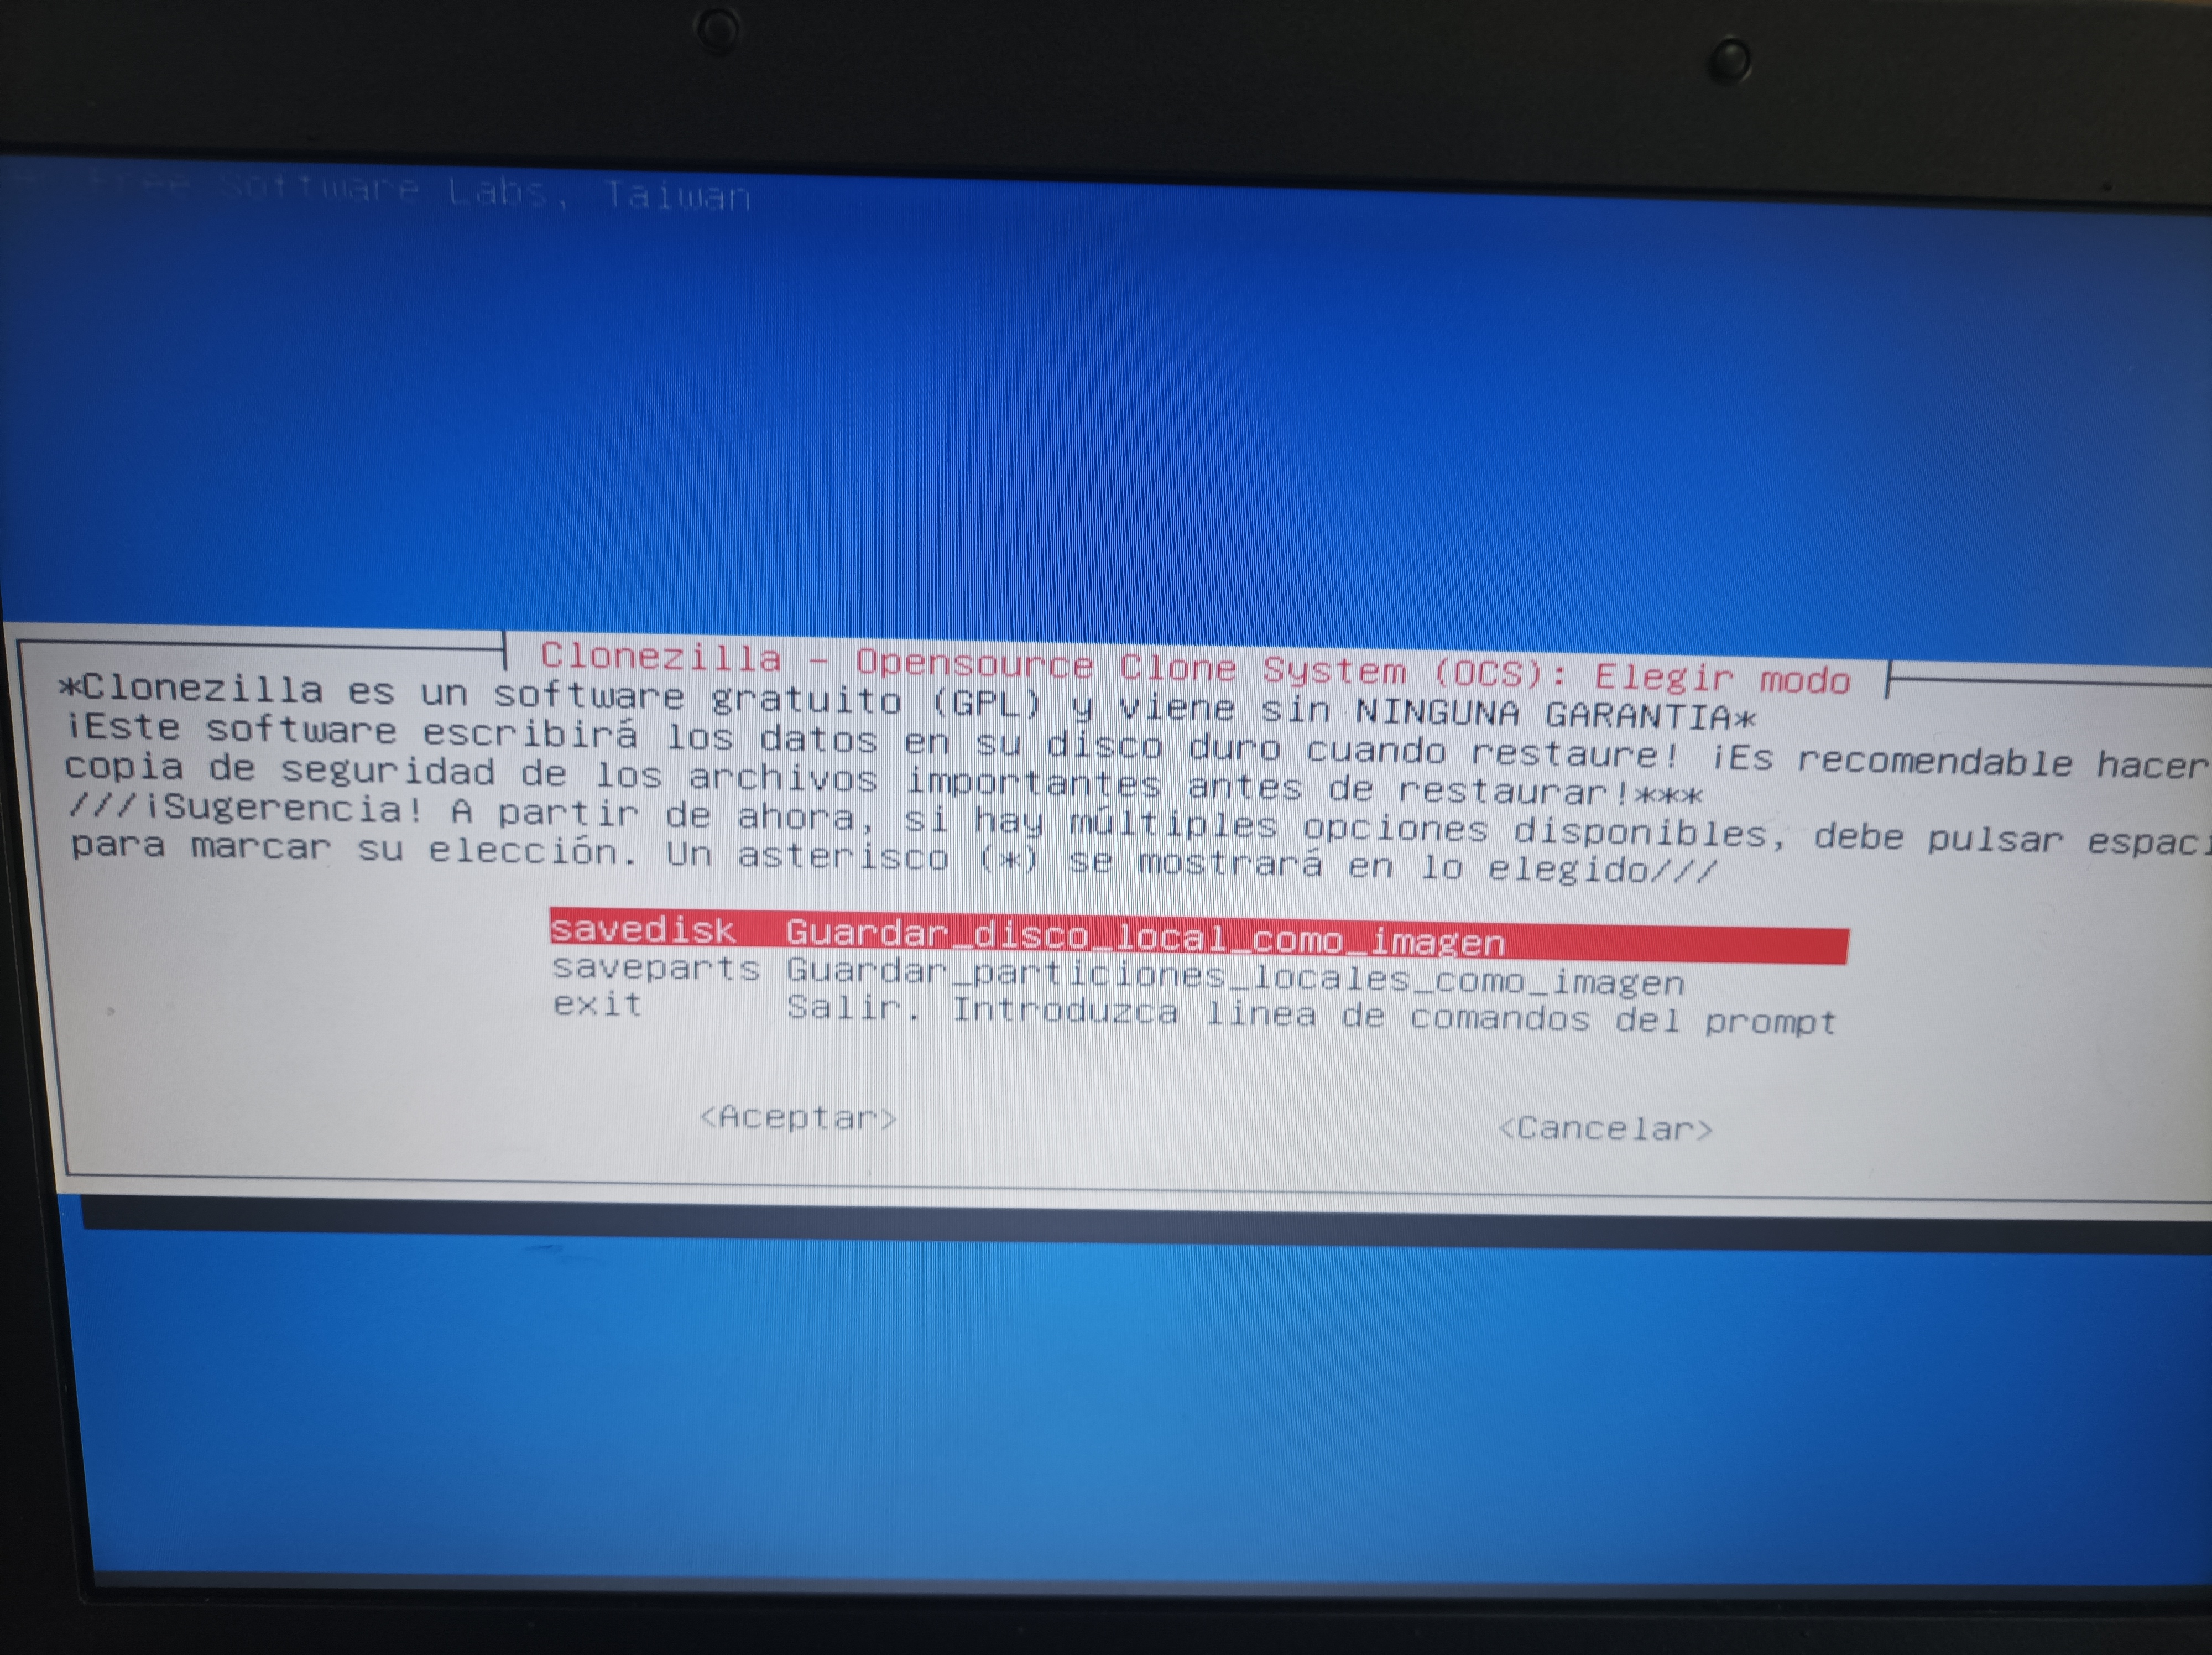 Free Software Labs, Taiwan
Clonezilla - Opensource Clone System (OCS): Elegir modo
*Clonezilla es un software gratuito (GPL) y viene sin NINGUNA GARANTIA*
¡Este software escribirá los datos en su disco duro cuando restaure! ¡Es recomendable hacer
copia de seguridad de los archivos importantes antes de restaurar!***
///¡Sugerencia! A partir de ahora, si hay múltiples opciones disponibles, debe pulsar espaci
para marcar su elección. Un asterisco (*) se mostrará en lo elegido///
savedisk Guardar_disco_local_como_imagen
saveparts Guardar_particiones_locales_como_imagen
exit Salir. Introduzca linea de comandos del prompt
<Aceptar> <Cancelar>